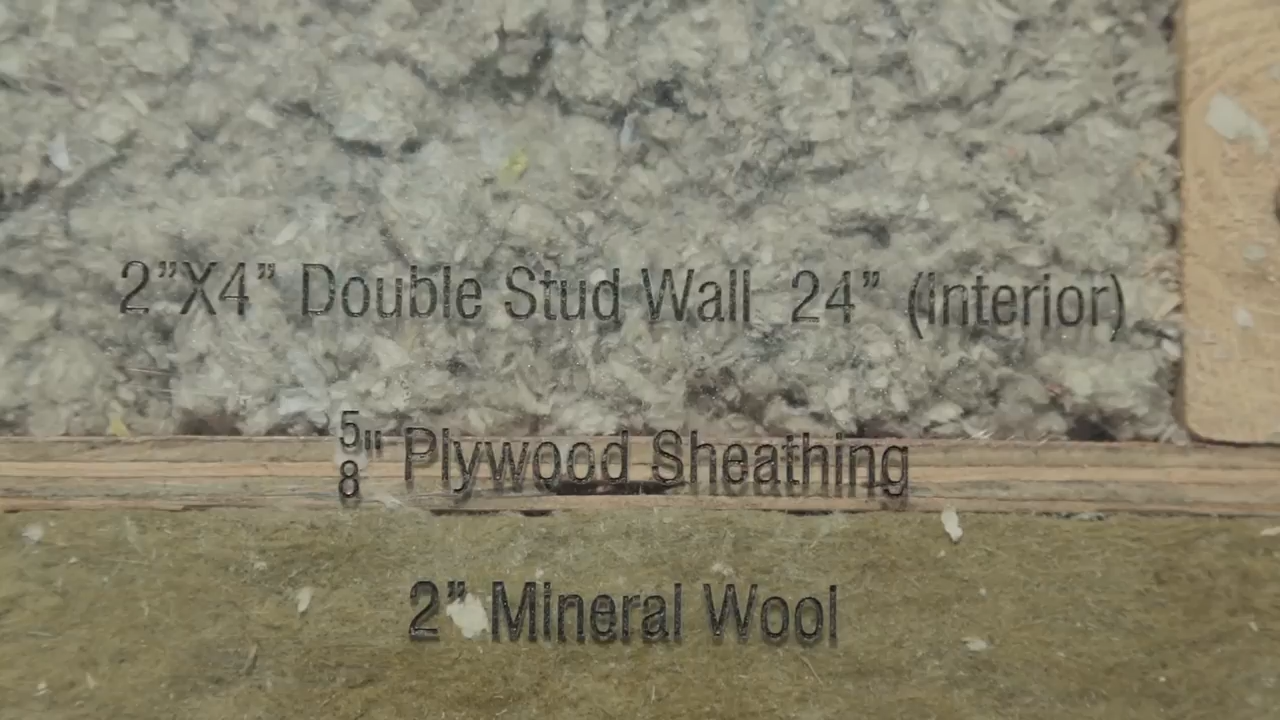 2”X4” Double Stud Wall 24” (interior)
5/8" Plywood Sheathing
2” Mineral Wool